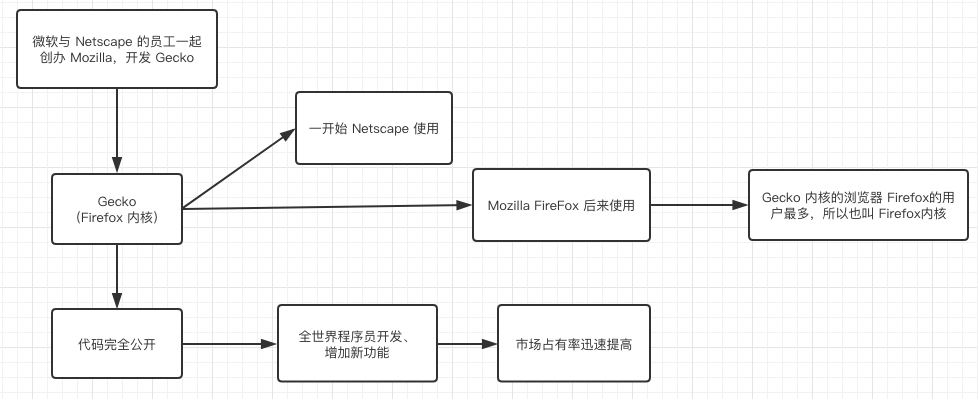 微软与 Netscape 的员工一起
创办 Mozilla，开发 Gecko
一开始 Netscape 使用
Gecko
（Firefox 内核）
Mozilla FireFox 后来使用
Gecko 内核的浏览器 Firefox的用
户最多，所以也叫 Firefox内核
代码完全公开
全世界程序员开发、
增加新功能
市场占有率迅速提高